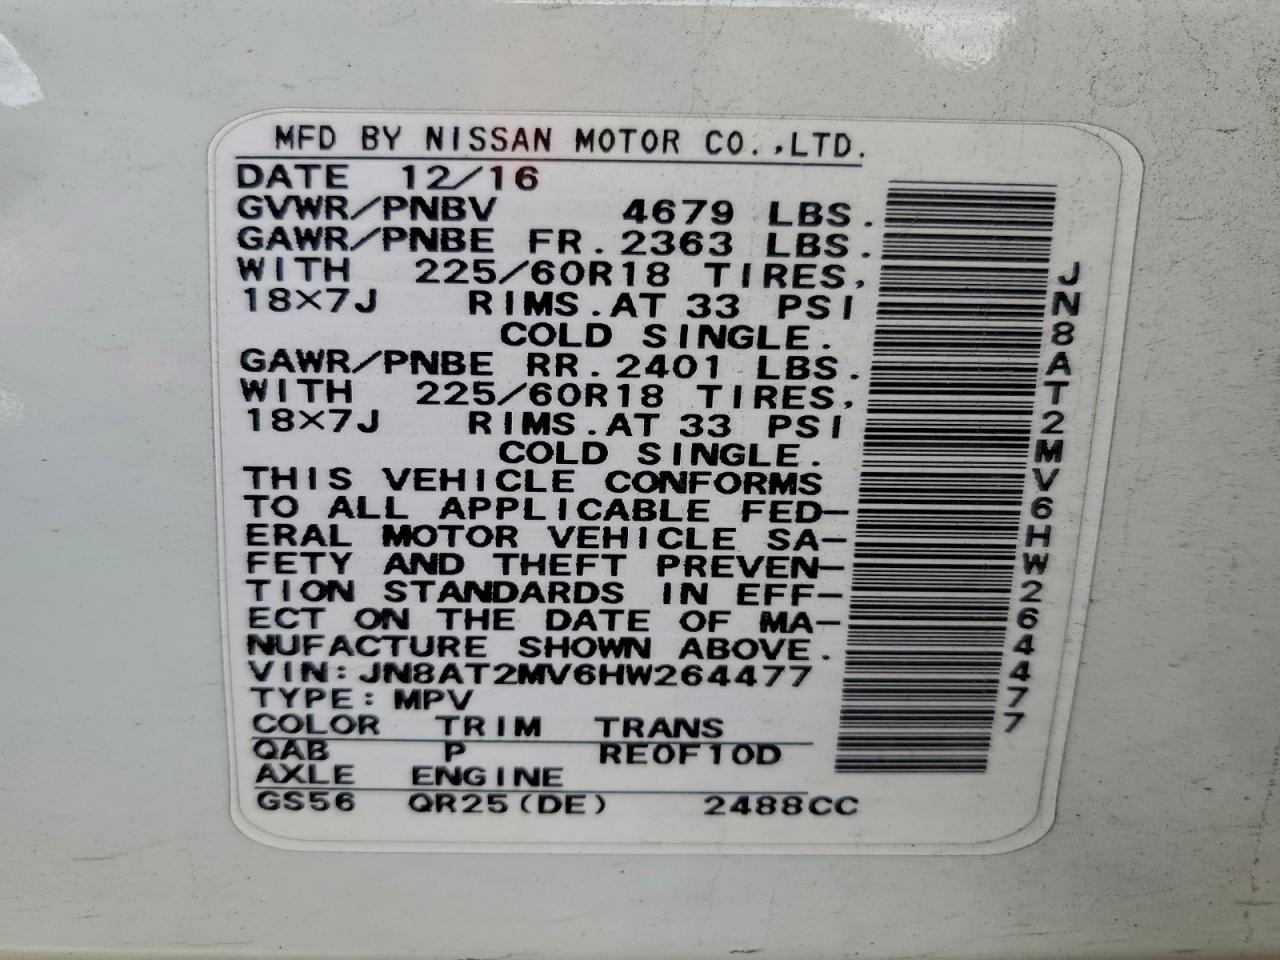 MFD BY NISSAN MOTOR CO.,LTD.
DATE 12/16
GVWR/PNBV 4679 LBS.
GAWR/PNBE FR. 2363 LBS.
WITH 225/60R18 TIRES,
18×7J RIMS.AT 33 PSI
COLD SINGLE.
GAWR/PNBE RR. 2401 LBS.
WITH 225/60R18 TIRES,
18×7J RIMS.AT 33 PSI
COLD SINGLE.
THIS VEHICLE CONFORMS
TO ALL APPLICABLE FED-
ERAL MOTOR VEHICLE SA-
FETY AND THEFT PREVEN-
TION STANDARDS IN EFF-
ECT ON THE DATE OF MA-
NUFACTURE SHOWN ABOVE.
VIN: JN8AT2MV6HW264477
TYPE: MPV
COLOR TRIM TRANS
QAB P RE0F10D
AXLE ENGINE
GS56 QR25(DE) 2488CC
JN8AT2MV6HW264477